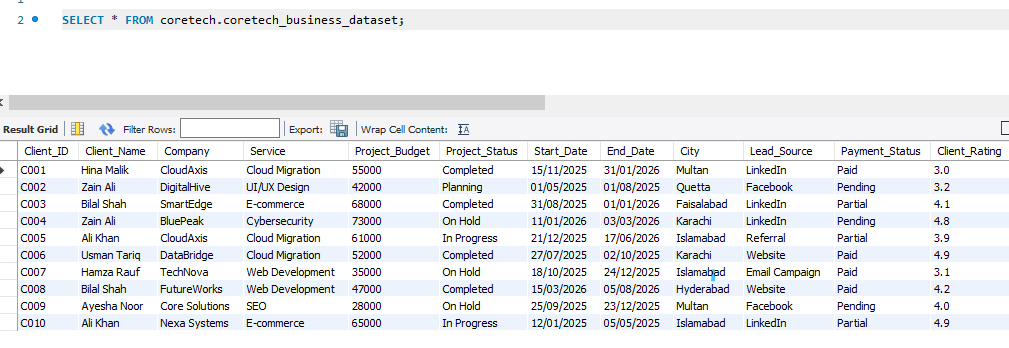 2 SELECT * FROM coretech.coretech_business_dataset;
Result Grid Filter Rows: Export: Wrap Cell Content:
Client_ID Client_Name Company Service Project_Budget Project_Status Start_Date End_Date City Lead_Source Payment_Status Client_Rating
C001 Hina Malik CloudAxis Cloud Migration 55000 Completed 15/11/2025 31/01/2026 Multan LinkedIn Paid 3.0
C002 Zain Ali DigitalHive UI/UX Design 42000 Planning 01/05/2025 01/08/2025 Quetta Facebook Pending 3.2
C003 Bilal Shah SmartEdge E-commerce 68000 Completed 31/08/2025 01/01/2026 Faisalabad LinkedIn Partial 4.1
C004 Zain Ali BluePeak Cybersecurity 73000 On Hold 11/01/2026 03/03/2026 Karachi LinkedIn Pending 4.8
C005 Ali Khan CloudAxis Cloud Migration 61000 In Progress 21/12/2025 17/06/2026 Islamabad Referral Partial 3.9
C006 Usman Tariq DataBridge Cloud Migration 52000 Completed 27/07/2025 02/10/2025 Karachi Website Partial 4.9
C007 Hamza Rauf TechNova Web Development 35000 On Hold 18/10/2025 24/12/2025 Islamabad Email Campaign Paid 3.1
C008 Bilal Shah FutureWorks Web Development 47000 Completed 15/03/2026 05/08/2026 Hyderabad Website Paid 4.2
C009 Ayesha Noor Core Solutions SEO 28000 On Hold 25/09/2025 23/12/2025 Multan Facebook Pending 4.0
C010 Ali Khan Nexa Systems E-commerce 65000 In Progress 12/01/2025 05/05/2025 Islamabad LinkedIn Partial 4.9